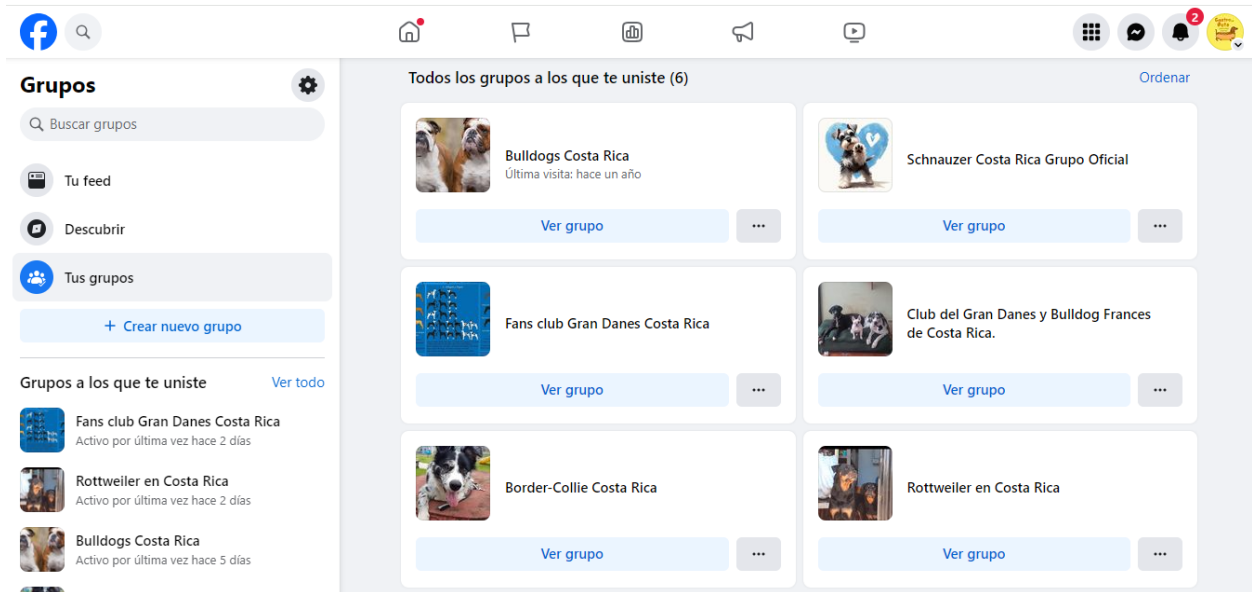 2
Grupos
Buscar grupos
Tu feed
Descubrir
Tus grupos
+ Crear nuevo grupo
Grupos a los que te uniste
Ver todo
Fans club Gran Danes Costa Rica
Activo por última vez hace 2 días
Rottweiler en Costa Rica
Activo por última vez hace 2 días
Bulldogs Costa Rica
Activo por última vez hace 5 días
Todos los grupos a los que te uniste (6)
Ordenar
Bulldogs Costa Rica
Última visita: hace un año
Ver grupo
Schnauzer Costa Rica Grupo Oficial
Ver grupo
Fans club Gran Danes Costa Rica
Ver grupo
Club del Gran Danes y Bulldog Frances
de Costa Rica.
Ver grupo
Border-Collie Costa Rica
Ver grupo
Rottweiler en Costa Rica
Ver grupo